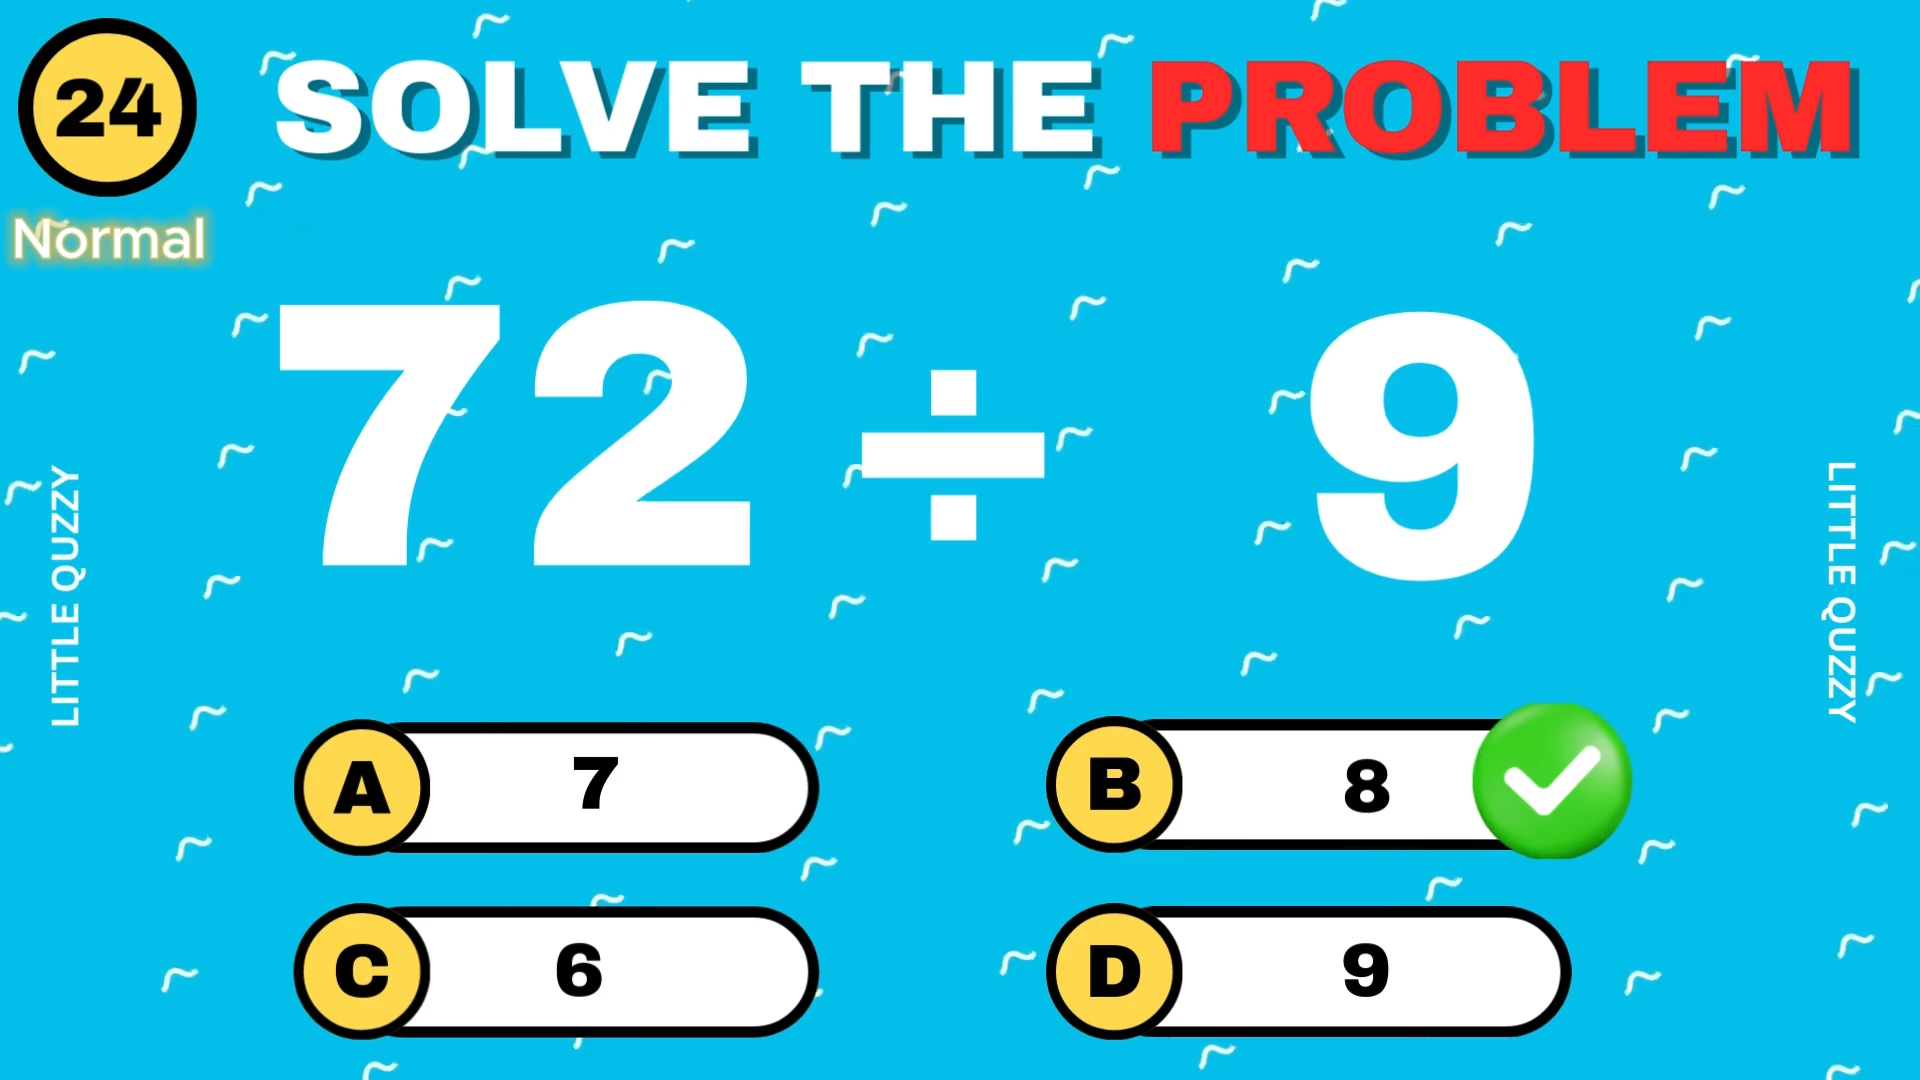 24
SOLVE THE PROBLEM
Normal
72 ÷ 9
LITTLE QUZZY
LITTLE QUZZY
A 7
B 8
C 6
D 9